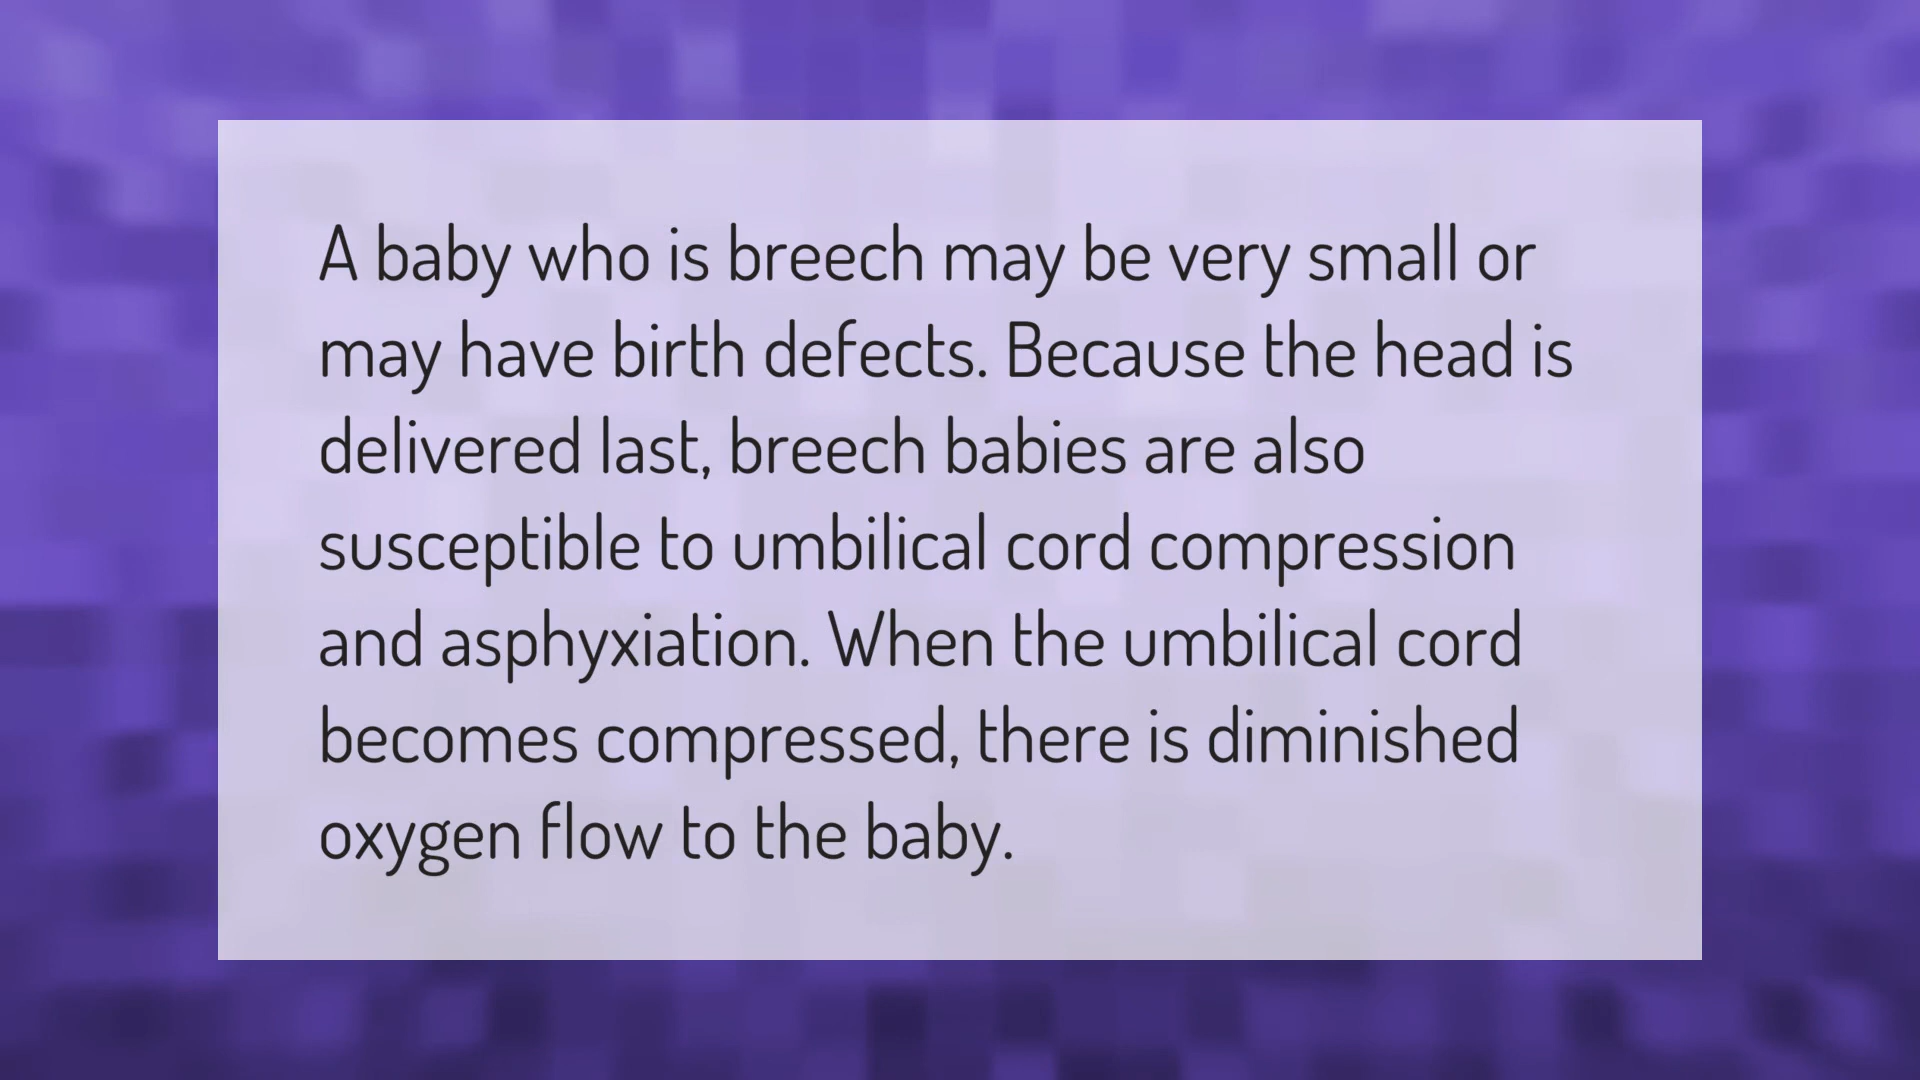 A baby who is breech may be very small or
may have birth defects. Because the head is
delivered last, breech babies are also
susceptible to umbilical cord compression
and asphyxiation. When the umbilical cord
becomes compressed, there is diminished
oxygen flow to the baby.